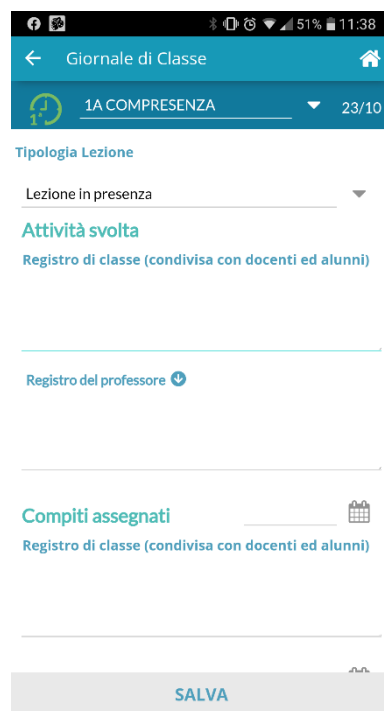 51% 11:38
Giornale di Classe
1° 1A COMPRESENZA 23/10
Tipologia Lezione
Lezione in presenza
Attività svolta
Registro di classe (condivisa con docenti ed alunni)
Registro del professore
Compiti assegnati
Registro di classe (condivisa con docenti ed alunni)
SALVA